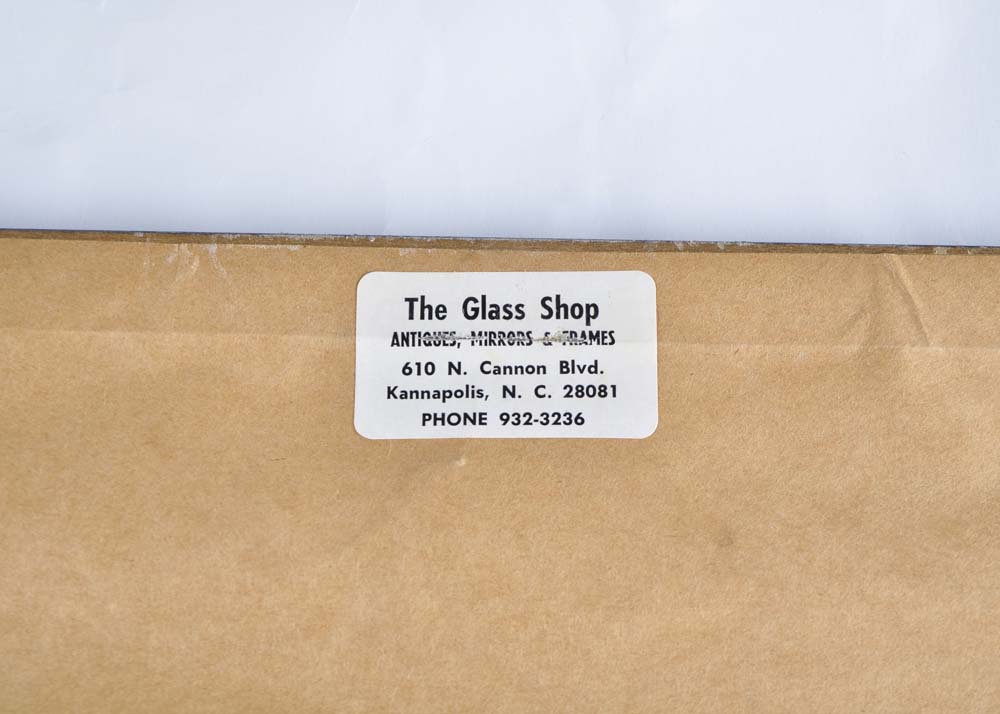 The Glass Shop
ANTIQUES, MIRRORS & FRAMES
610 N. Cannon Blvd.
Kannapolis, N. C. 28081
PHONE 932-3236